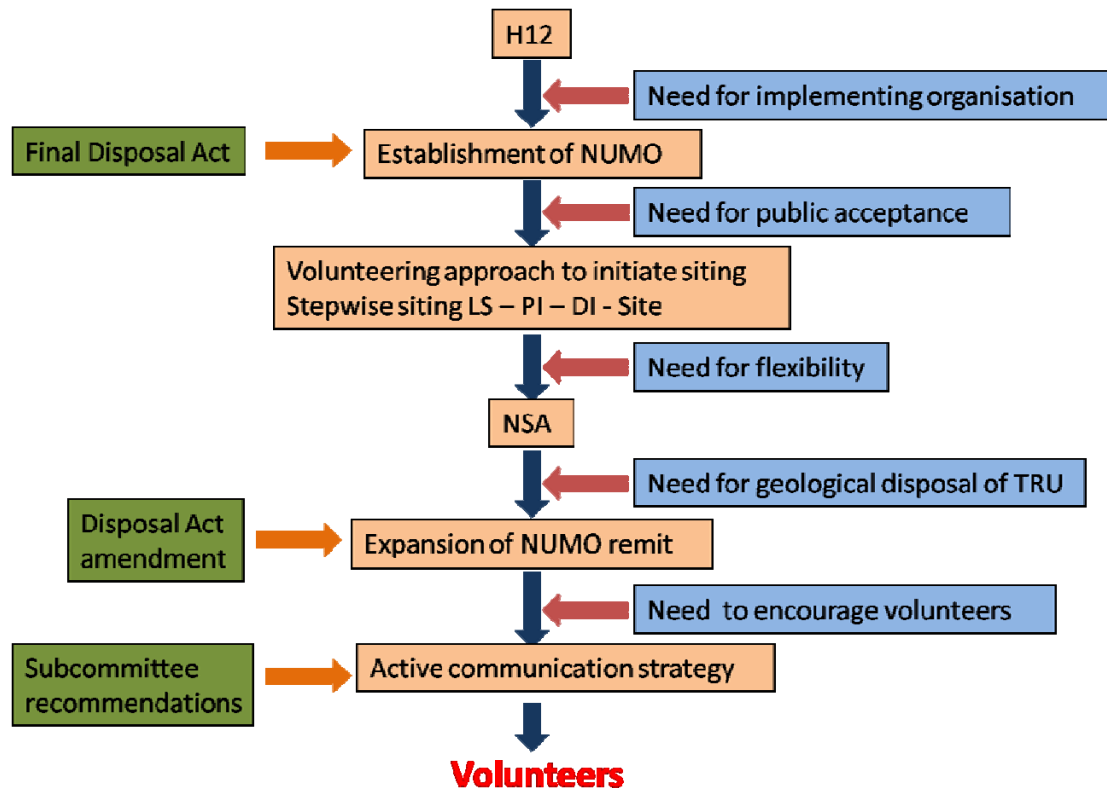 H12
Need for implementing organisation
Final Disposal Act
Establishment of NUMO
Need for public acceptance
Volunteering approach to initiate siting
Stepwise siting LS – PI – DI - Site
Need for flexibility
NSA
Need for geological disposal of TRU
Disposal Act
amendment
Expansion of NUMO remit
Need  to encourage volunteers
Subcommittee
recommendations
Active communication strategy
Volunteers